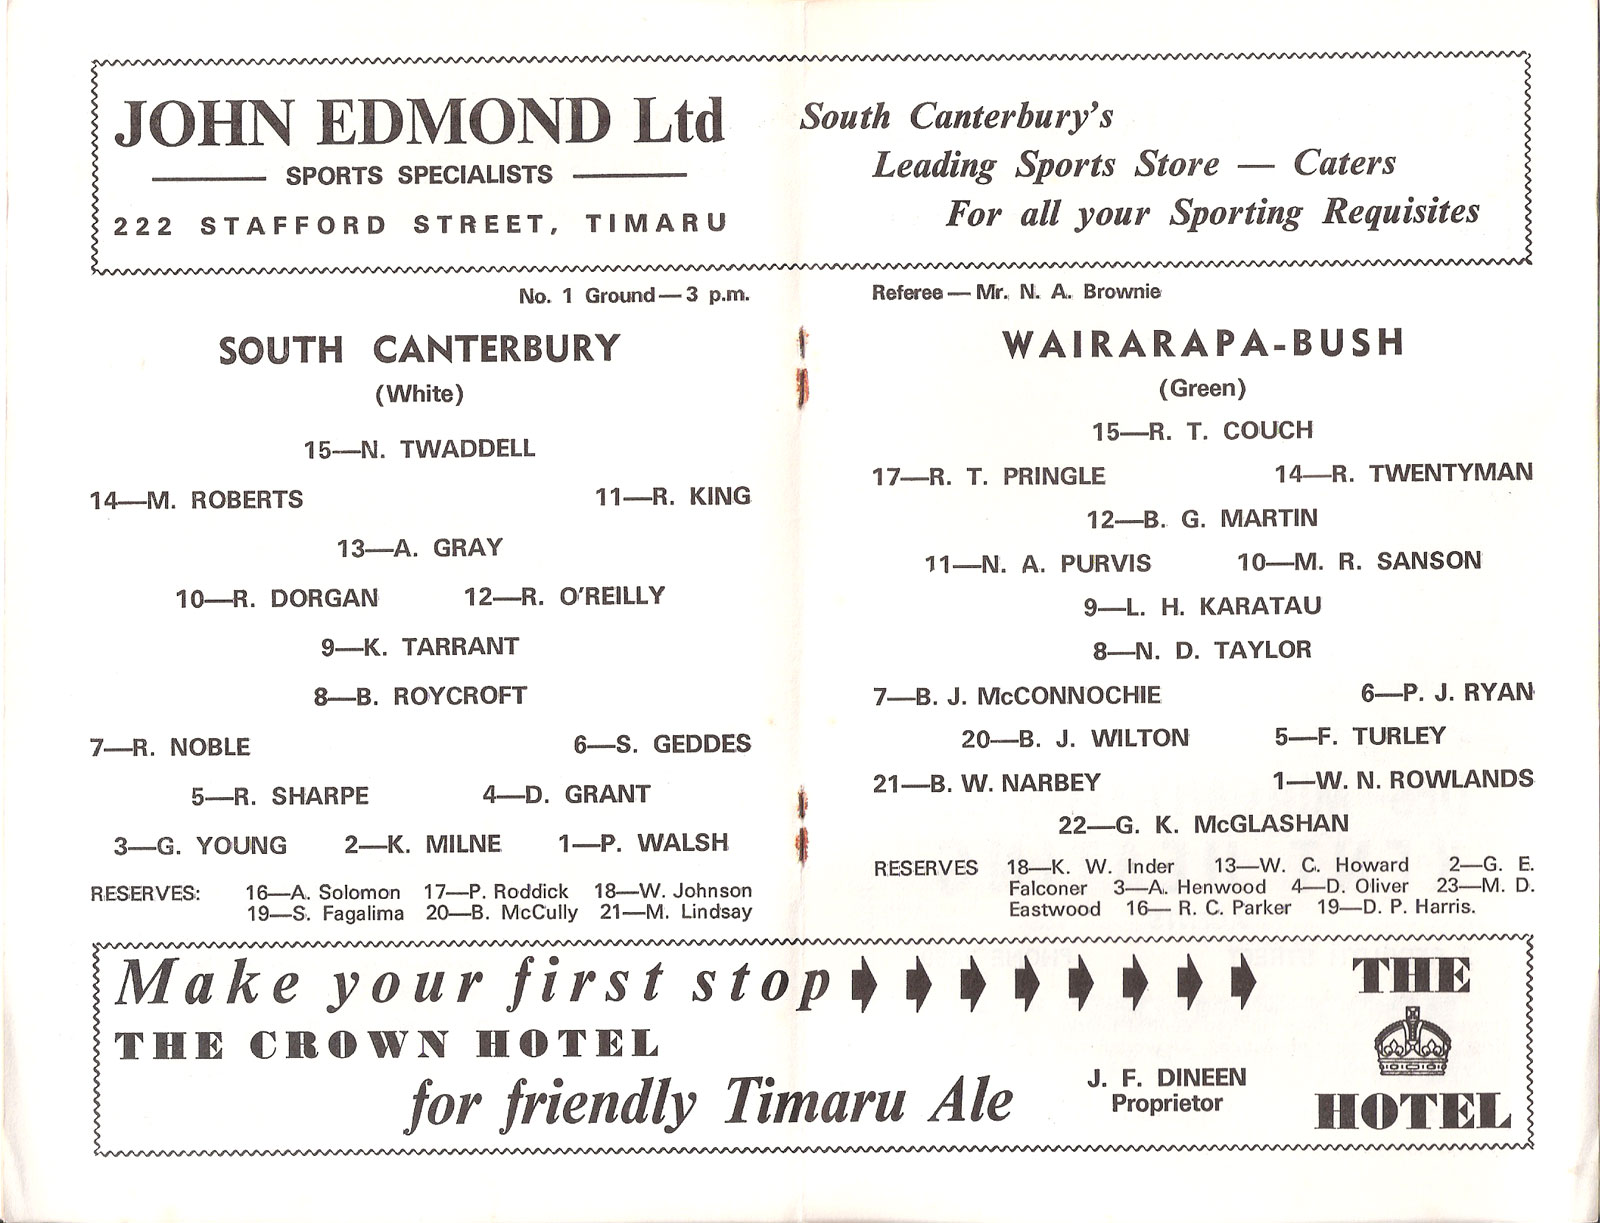 JOHN EDMOND Ltd
SPORTS SPECIALISTS
222 STAFFORD STREET, TIMARU
South Canterbury's
Leading Sports Store — Caters
For all your Sporting Requisites
No. 1 Ground—3 p.m.
SOUTH CANTERBURY
(White)
15—N. TWADDELL
14—M. ROBERTS 11—R. KING
13—A. GRAY
10—R. DORGAN 12—R. O'REILLY
9—K. TARRANT
8—B. ROYCROFT
7—R. NOBLE 6—S. GEDDES
5—R. SHARPE 4—D. GRANT
3—G. YOUNG 2—K. MILNE 1—P. WALSH
RESERVES: 16—A. Solomon 17—P. Roddick 18—W. Johnson
19—S. Fagalima 20—B. McCully 21—M. Lindsay
Referee — Mr. N. A. Brownie
WAIRARAPA-BUSH
(Green)
15—R. T. COUCH
17—R. T. PRINGLE 14—R. TWENTYMAN
12—B. G. MARTIN
11—N. A. PURVIS 10—M. R. SANSON
9—L. H. KARATAU
8—N. D. TAYLOR
7—B. J. McCONNOCHIE 6—P. J. RYAN
20—B. J. WILTON 5—F. TURLEY
21—B. W. NARBEY 1—W. N. ROWLANDS
22—G. K. McGLASHAN
RESERVES 18—K. W. Inder 13—W. C. Howard 2—G. E.
Falconer 3—A. Henwood 4—D. Oliver 23—M. D.
Eastwood 16— R. C. Parker 19—D. P. Harris.
Make your first stop
THE CROWN HOTEL
for friendly Timaru Ale
J. F. DINEEN
Proprietor
THE
HOTEL